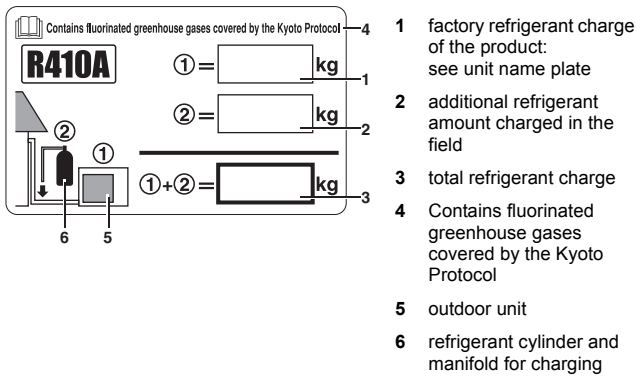 Contains fluorinated greenhouse gases covered by the Kyoto Protocol
4
R410A
①=
kg
1
②=
kg
2
②
①
①+②=
kg
3
6
5
1 factory refrigerant charge
of the product:
see unit name plate
2 additional refrigerant
amount charged in the
field
3 total refrigerant charge
4 Contains fluorinated
greenhouse gases
covered by the Kyoto
Protocol
5 outdoor unit
6 refrigerant cylinder and
manifold for charging